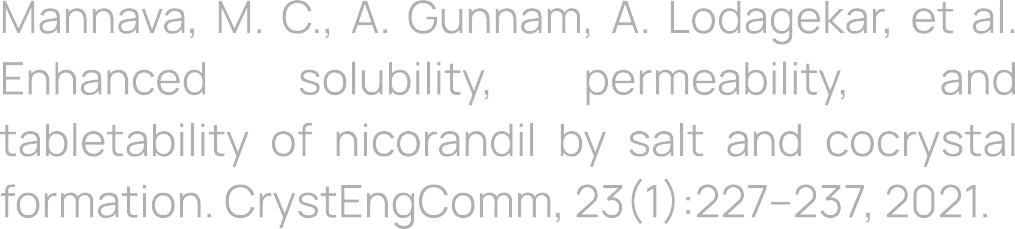 Mannava, M. C., A. Gunnam, A. Lodagekar, et al.
Enhanced solubility, permeability, and
tabletability of nicorandil by salt and cocrystal
formation. CrystEngComm, 23(1):227–237, 2021.